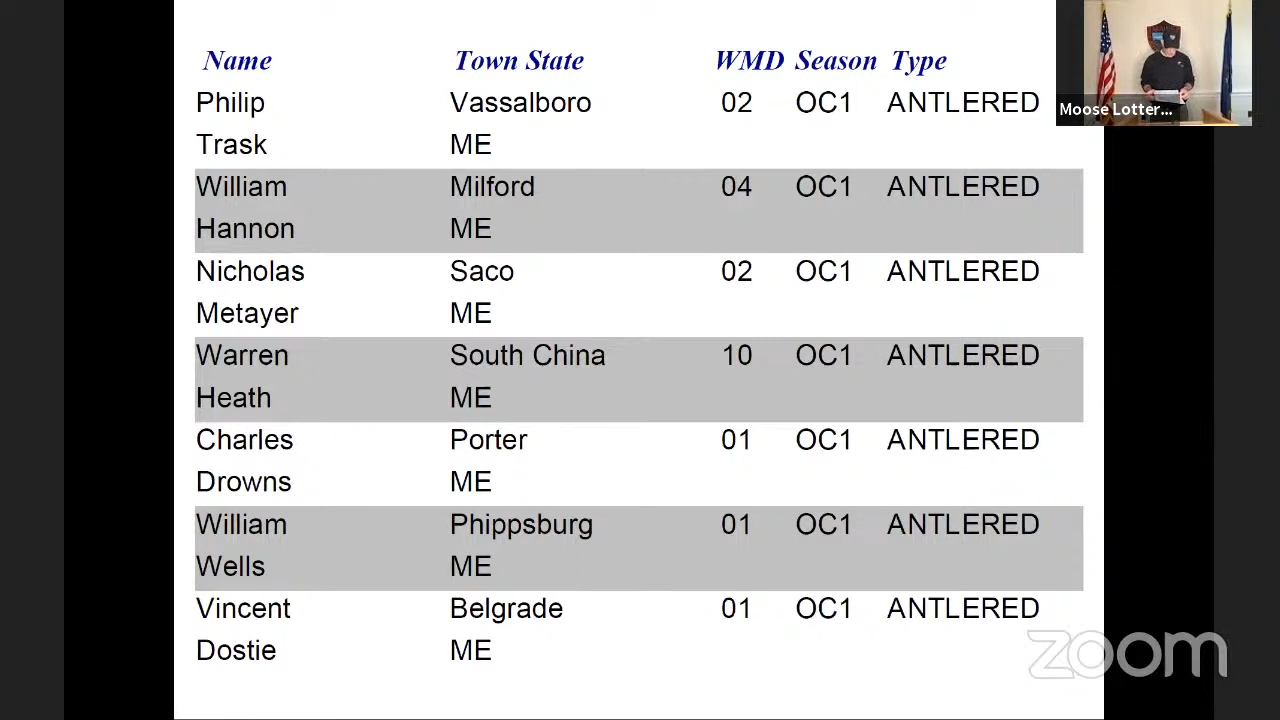 Name Town State WMD Season Type
Philip Vassalboro 02 OC1 ANTLERED
Trask ME
William Milford 04 OC1 ANTLERED
Hannon ME
Nicholas Saco 02 OC1 ANTLERED
Metayer ME
Warren South China 10 OC1 ANTLERED
Heath ME
Charles Porter 01 OC1 ANTLERED
Drowns ME
William Phippsburg 01 OC1 ANTLERED
Wells ME
Vincent Belgrade 01 OC1 ANTLERED
Dostie ME
Moose Lotter...
zoom